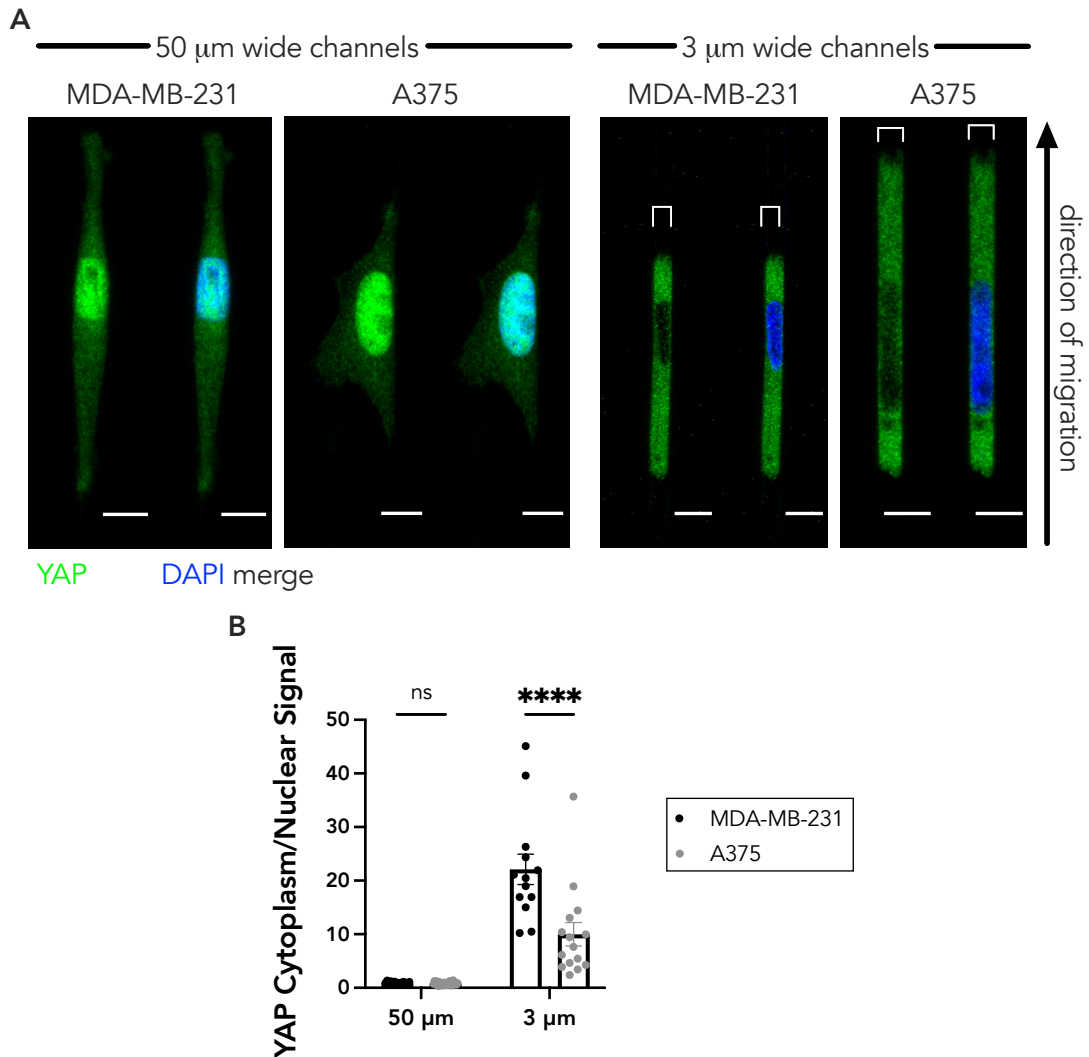 A
50 μm wide channels
3 μm wide channels
MDA-MB-231
A375
MDA-MB-231
A375
direction of migration
YAP
DAPI merge
B
YAP Cytoplasm/Nuclear Signal
ns
****
50
40
30
20
10
0
50 μm
3 μm
MDA-MB-231
A375